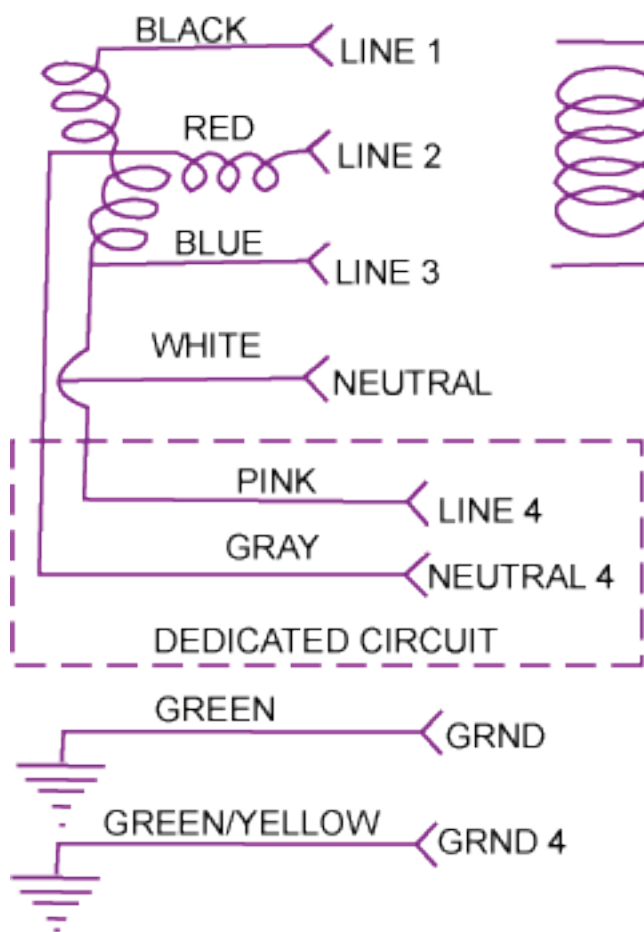 BLACK
LINE 1
RED
LINE 2
BLUE
LINE 3
WHITE
NEUTRAL
PINK
LINE 4
GRAY
NEUTRAL 4
DEDICATED CIRCUIT
GREEN
GRND
GREEN/YELLOW
GRND 4